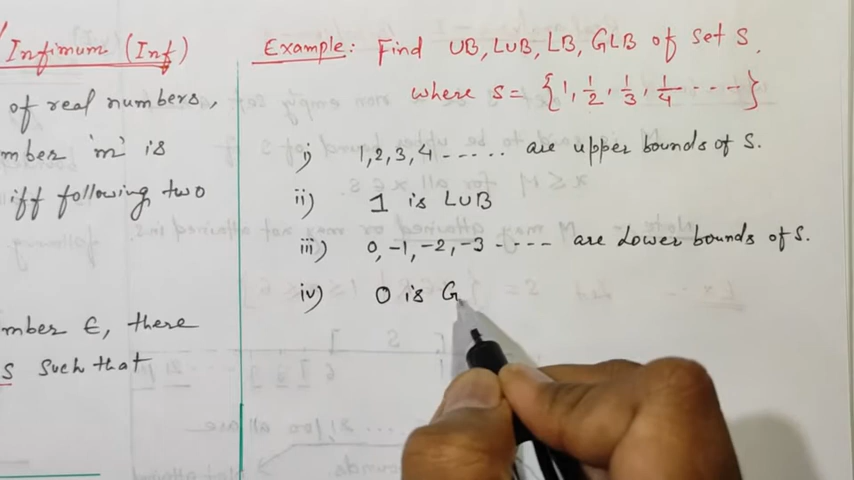 Infimum (Inf)
of real numbers,
mber 'm' is
iff following two
mber ϵ, there
s such that
Example: Find UB, LUB, LB, GLB of set S,
where s = {1, 1/2, 1/3, 1/4 ----}
i) 1, 2, 3, 4 ..... are upper bounds of S.
ii) 1 is LUB
iii) 0, -1, -2, -3 ---- are Lower bounds of S.
iv) 0 is G